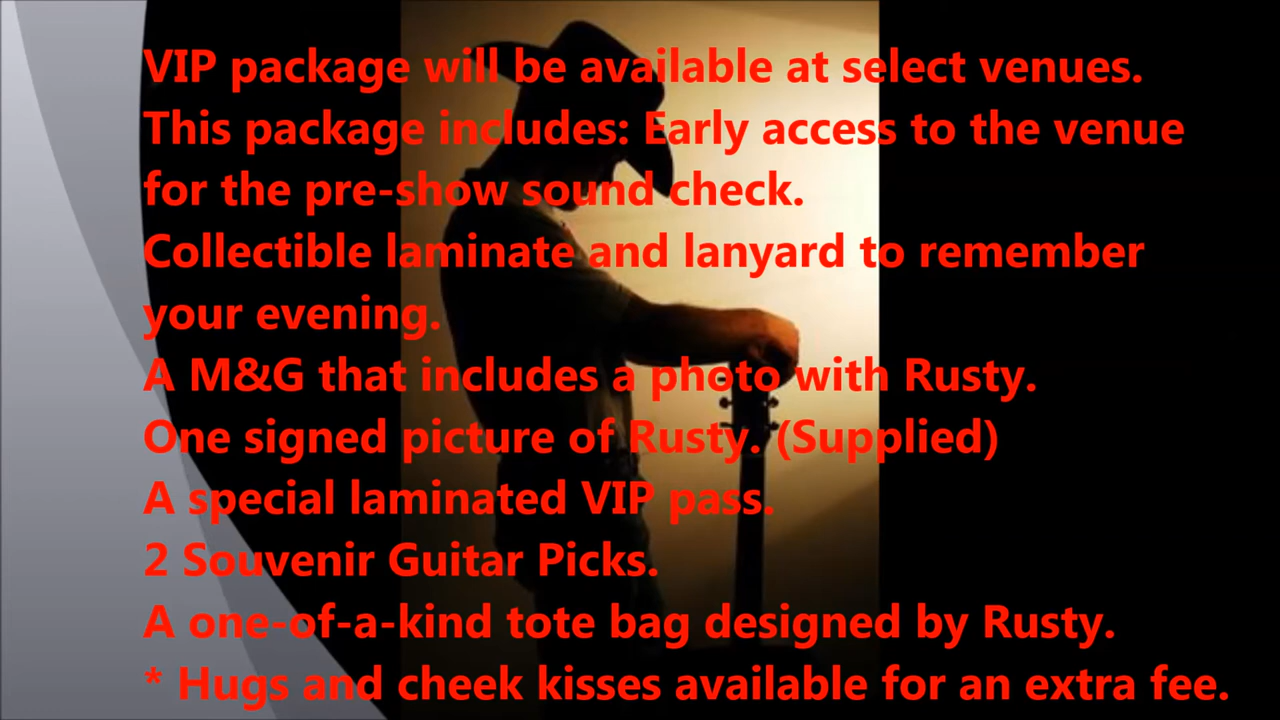 VIP package will be available at select venues.
This package includes: Early access to the venue
for the pre-show sound check.
Collectible laminate and lanyard to remember
your evening.
A M&G that includes a photo with Rusty.
One signed picture of Rusty. (Supplied)
A special laminated VIP pass.
2 Souvenir Guitar Picks.
A one-of-a-kind tote bag designed by Rusty.
* Hugs and cheek kisses available for an extra fee.